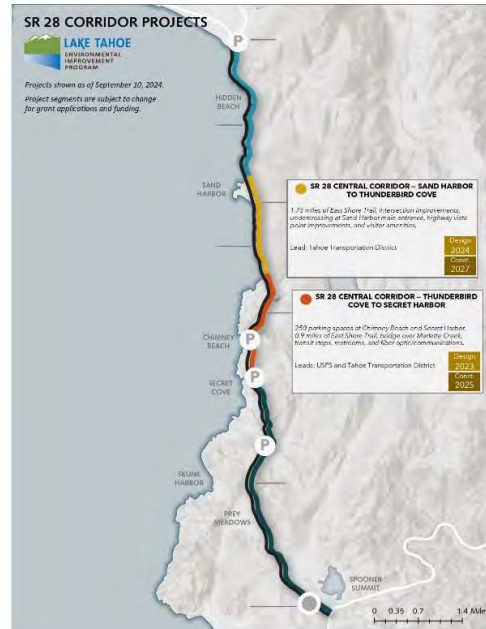 SR 28 CORRIDOR PROJECTS
LAKE TAHOE
ENVIRONMENTAL
IMPROVEMENT
PROGRAM
Projects shown as of September 10, 2024.
Project segments are subject to change
for grant applications and funding.
P
HIDDEN
BEACH
SAND
HARBOR
SR 28 CENTRAL CORRIDOR – SAND HARBOR
TO THUNDERBIRD COVE
1.75 miles of East Shore Trail, intersection improvements,
undercrossing at Sand Harbor main entrance, highway vista
point improvements, and visitor amenities.
Lead: Tahoe Transportation District
Design
2024
Const.
2027
SR 28 CENTRAL CORRIDOR – THUNDERBIRD
COVE TO SECRET HARBOR
250 parking spaces at Chimney Beach and Secret Harbor,
0.9 miles of East Shore Trail, bridge over Marlette Creek,
transit stops, restrooms, and fiber optic communications.
Leads: USFS and Tahoe Transportation District
Design
2023
Const.
2025
CHIMNEY
BEACH
P
SECRET
COVE
P
P
SKUNK
HARBOR
PREY
MEADOWS
SPOONER
SUMMIT
0 0.35 0.7 1.4 Mile